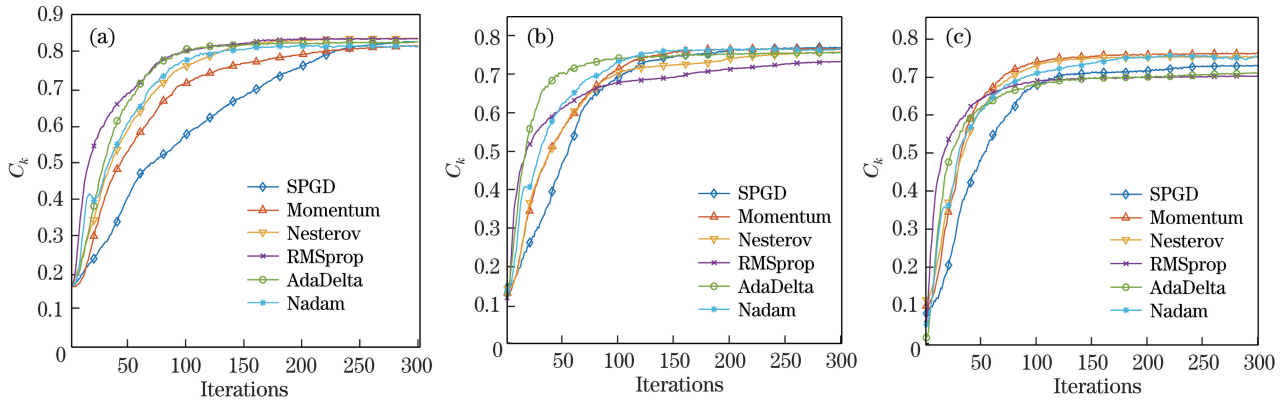 (a)
0.9
0.8
0.7
0.6
0.5
0.4
0.3
0.2
0.1
0
C_k
50 100 150 200 250 300
Iterations
SPGD
Momentum
Nesterov
RMSprop
AdaDelta
Nadam
(b)
0.8
0.7
0.6
0.5
0.4
0.3
0.2
0.1
0
C_k
50 100 150 200 250 300
Iterations
SPGD
Momentum
Nesterov
RMSprop
AdaDelta
Nadam
(c)
0.8
0.7
0.6
0.5
0.4
0.3
0.2
0.1
0
C_k
50 100 150 200 250 300
Iterations
SPGD
Momentum
Nesterov
RMSprop
AdaDelta
Nadam